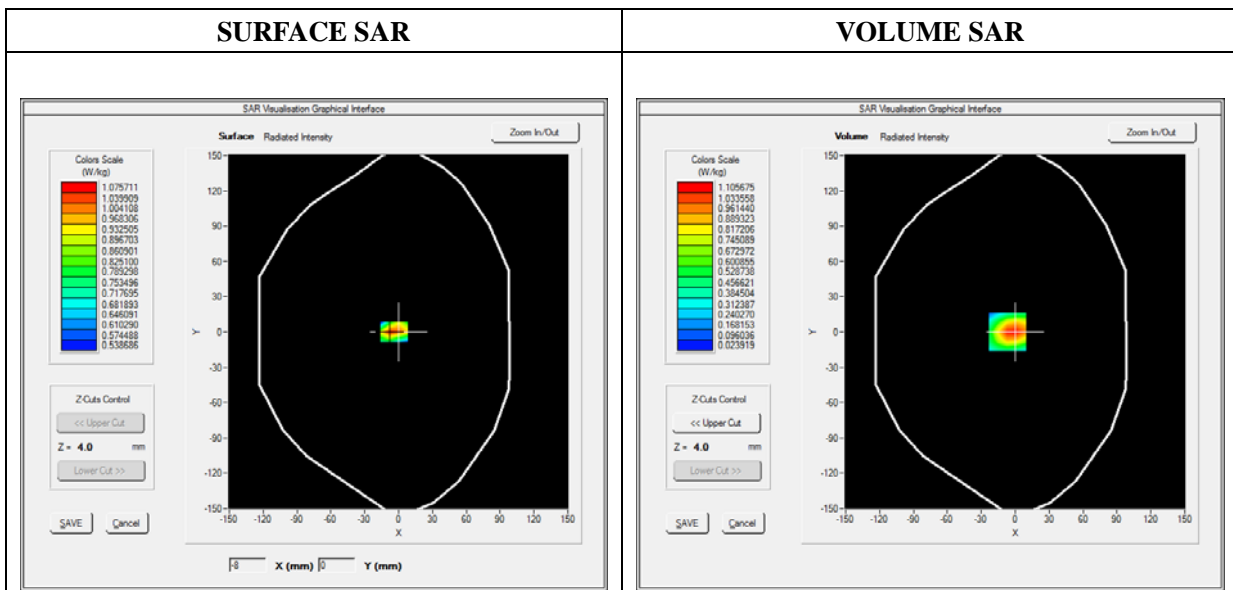 SURFACE SAR
VOLUME SAR
SAR Visualisation Graphical Interface
Surface Radiated Intensity
Zoom In/Out
Colors Scale
(W/kg)
1.075711
1.039909
1.004108
0.968306
0.932505
0.896703
0.860901
0.825100
0.789298
0.753496
0.717695
0.681893
0.646091
0.610290
0.574488
0.538686
Z-Cuts Control
<< Upper Cut
Z = 4.0 mm
Lower Cut >>
SAVE Cancel
150
120
90
60
30
0
-30
-60
-90
-120
-150
Y
-150 -120 -90 -60 -30 0 30 60 90 120 150
X
-8 X (mm) 0 Y (mm)
SAR Visualisation Graphical Interface
Volume Radiated Intensity
Zoom In/Out
Colors Scale
(W/kg)
1.105675
1.033558
0.961440
0.889323
0.817206
0.745089
0.672972
0.600855
0.528738
0.456621
0.384504
0.312387
0.240270
0.168153
0.096036
0.023919
Z-Cuts Control
<< Upper Cut
Z = 4.0 mm
Lower Cut >>
SAVE Cancel
150
120
90
60
30
0
-30
-60
-90
-120
-150
Y
-150 -120 -90 -60 -30 0 30 60 90 120 150
X